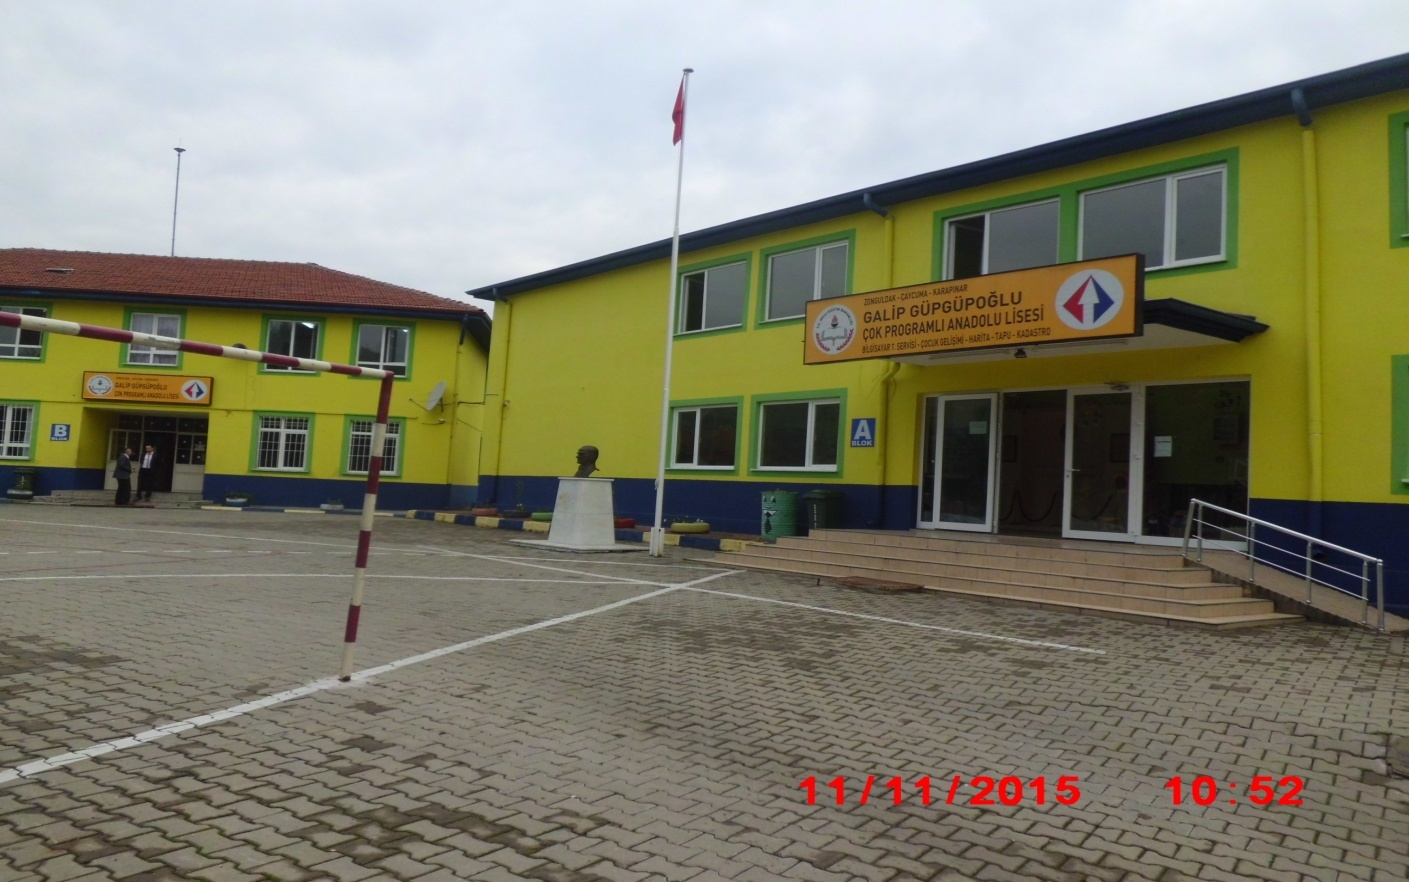 ZONGULDAK - ÇAYCUMA - KARAPINAR
GALİP GÜPGÜPOĞLU
ÇOK PROGRAMLI ANADOLU LİSESİ
BİLGİSAYAR T. SERVİSİ - ÇOCUK GELİŞİMİ - HARİTA - TAPU - KADASTRO
GALİP GÜPGÜPOĞLU
ÇOK PROGRAMLI ANADOLU LİSESİ
B
BLOK
A
BLOK
11/11/2015 10:52